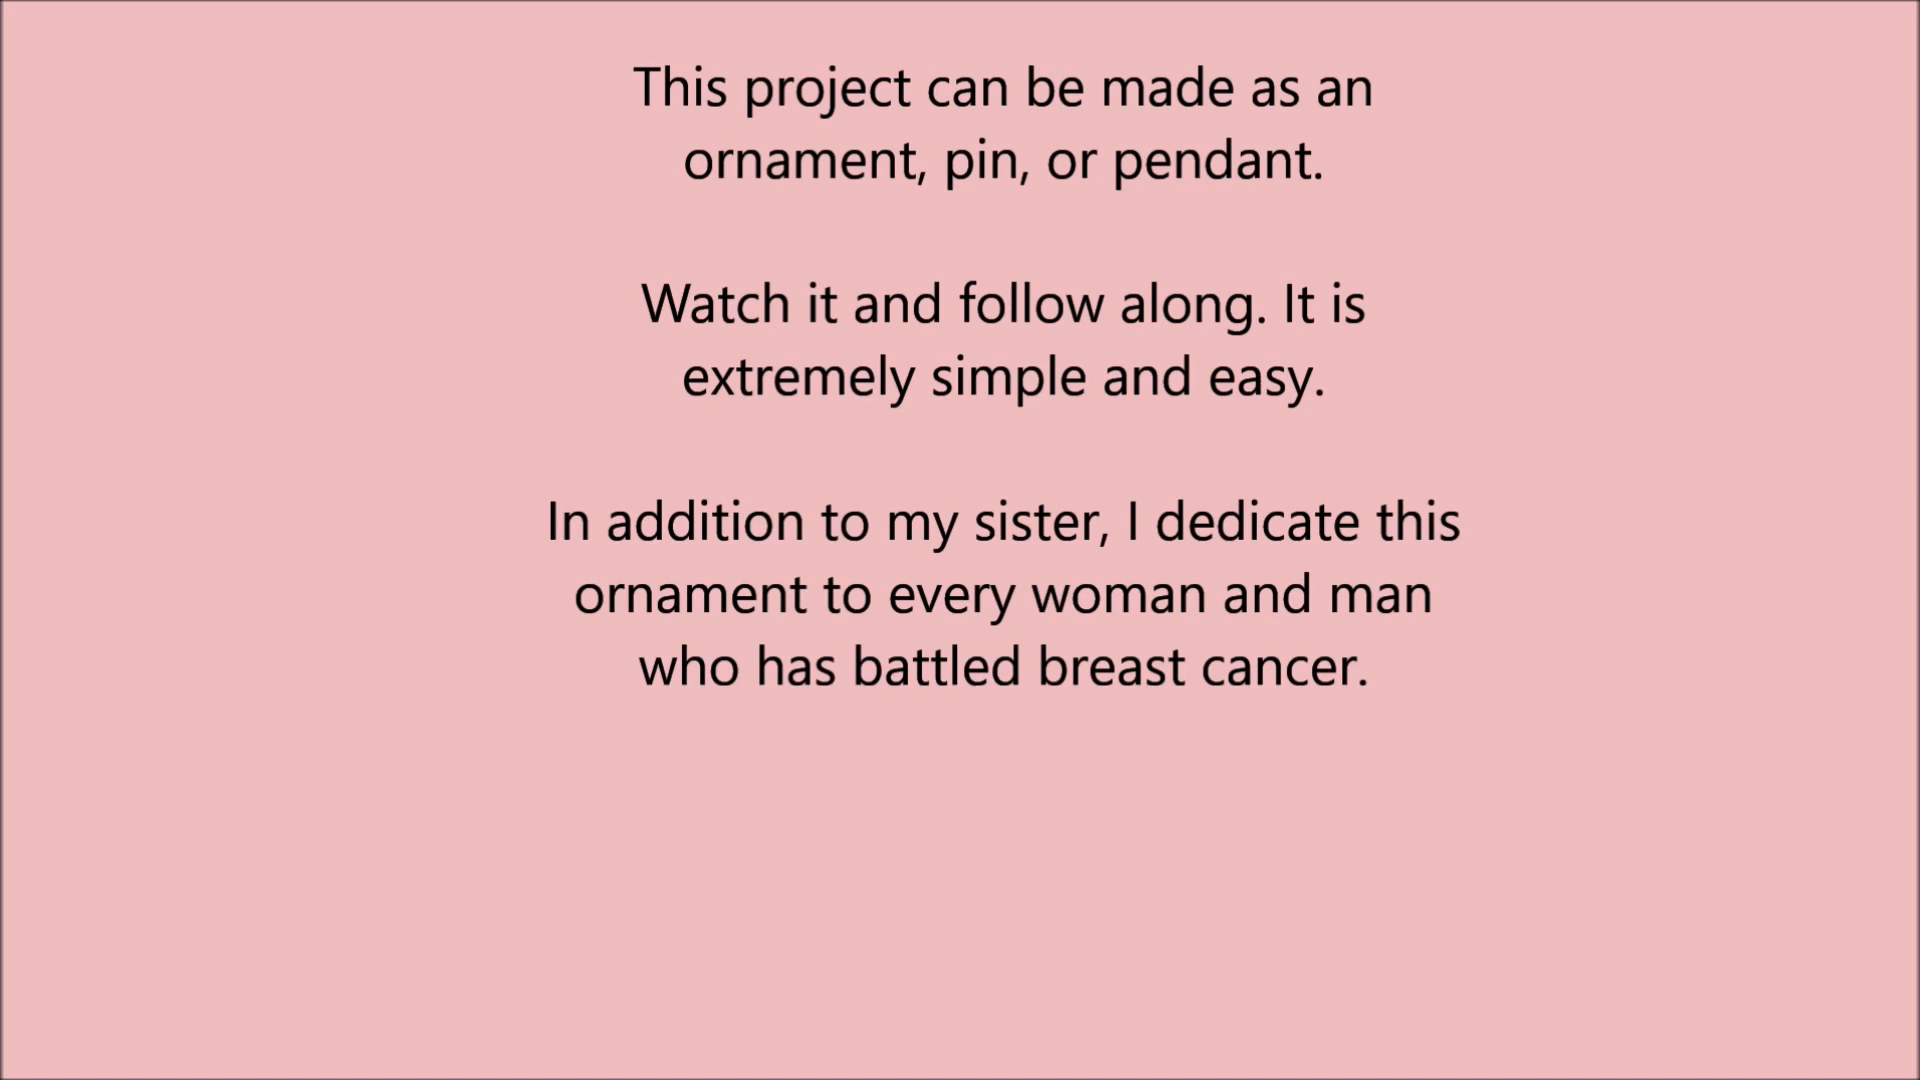 This project can be made as an
ornament, pin, or pendant.
Watch it and follow along. It is
extremely simple and easy.
In addition to my sister, I dedicate this
ornament to every woman and man
who has battled breast cancer.